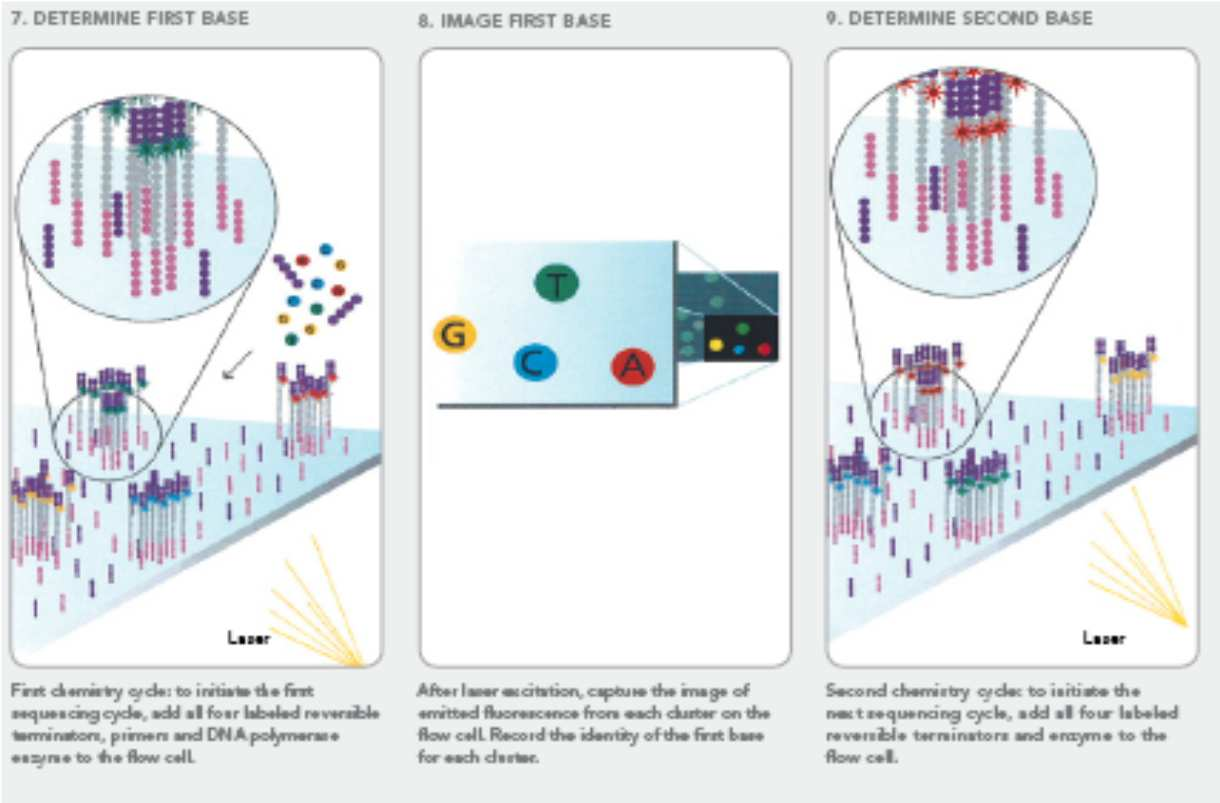 7. DETERMINE FIRST BASE
8. IMAGE FIRST BASE
9. DETERMINE SECOND BASE
T
G
C
A
Laser
Laser
First chemistry cycle: to initiate the first
sequencing cycle, add all four labeled reversible
terminators, primers and DNA polymerase
enzyme to the flow cell.
After laser excitation, capture the image of
emitted fluorescence from each cluster on the
flow cell. Record the identity of the first base
for each cluster.
Second chemistry cycle: to initiate the
next sequencing cycle, add all four labeled
reversible terminators and enzyme to the
flow cell.